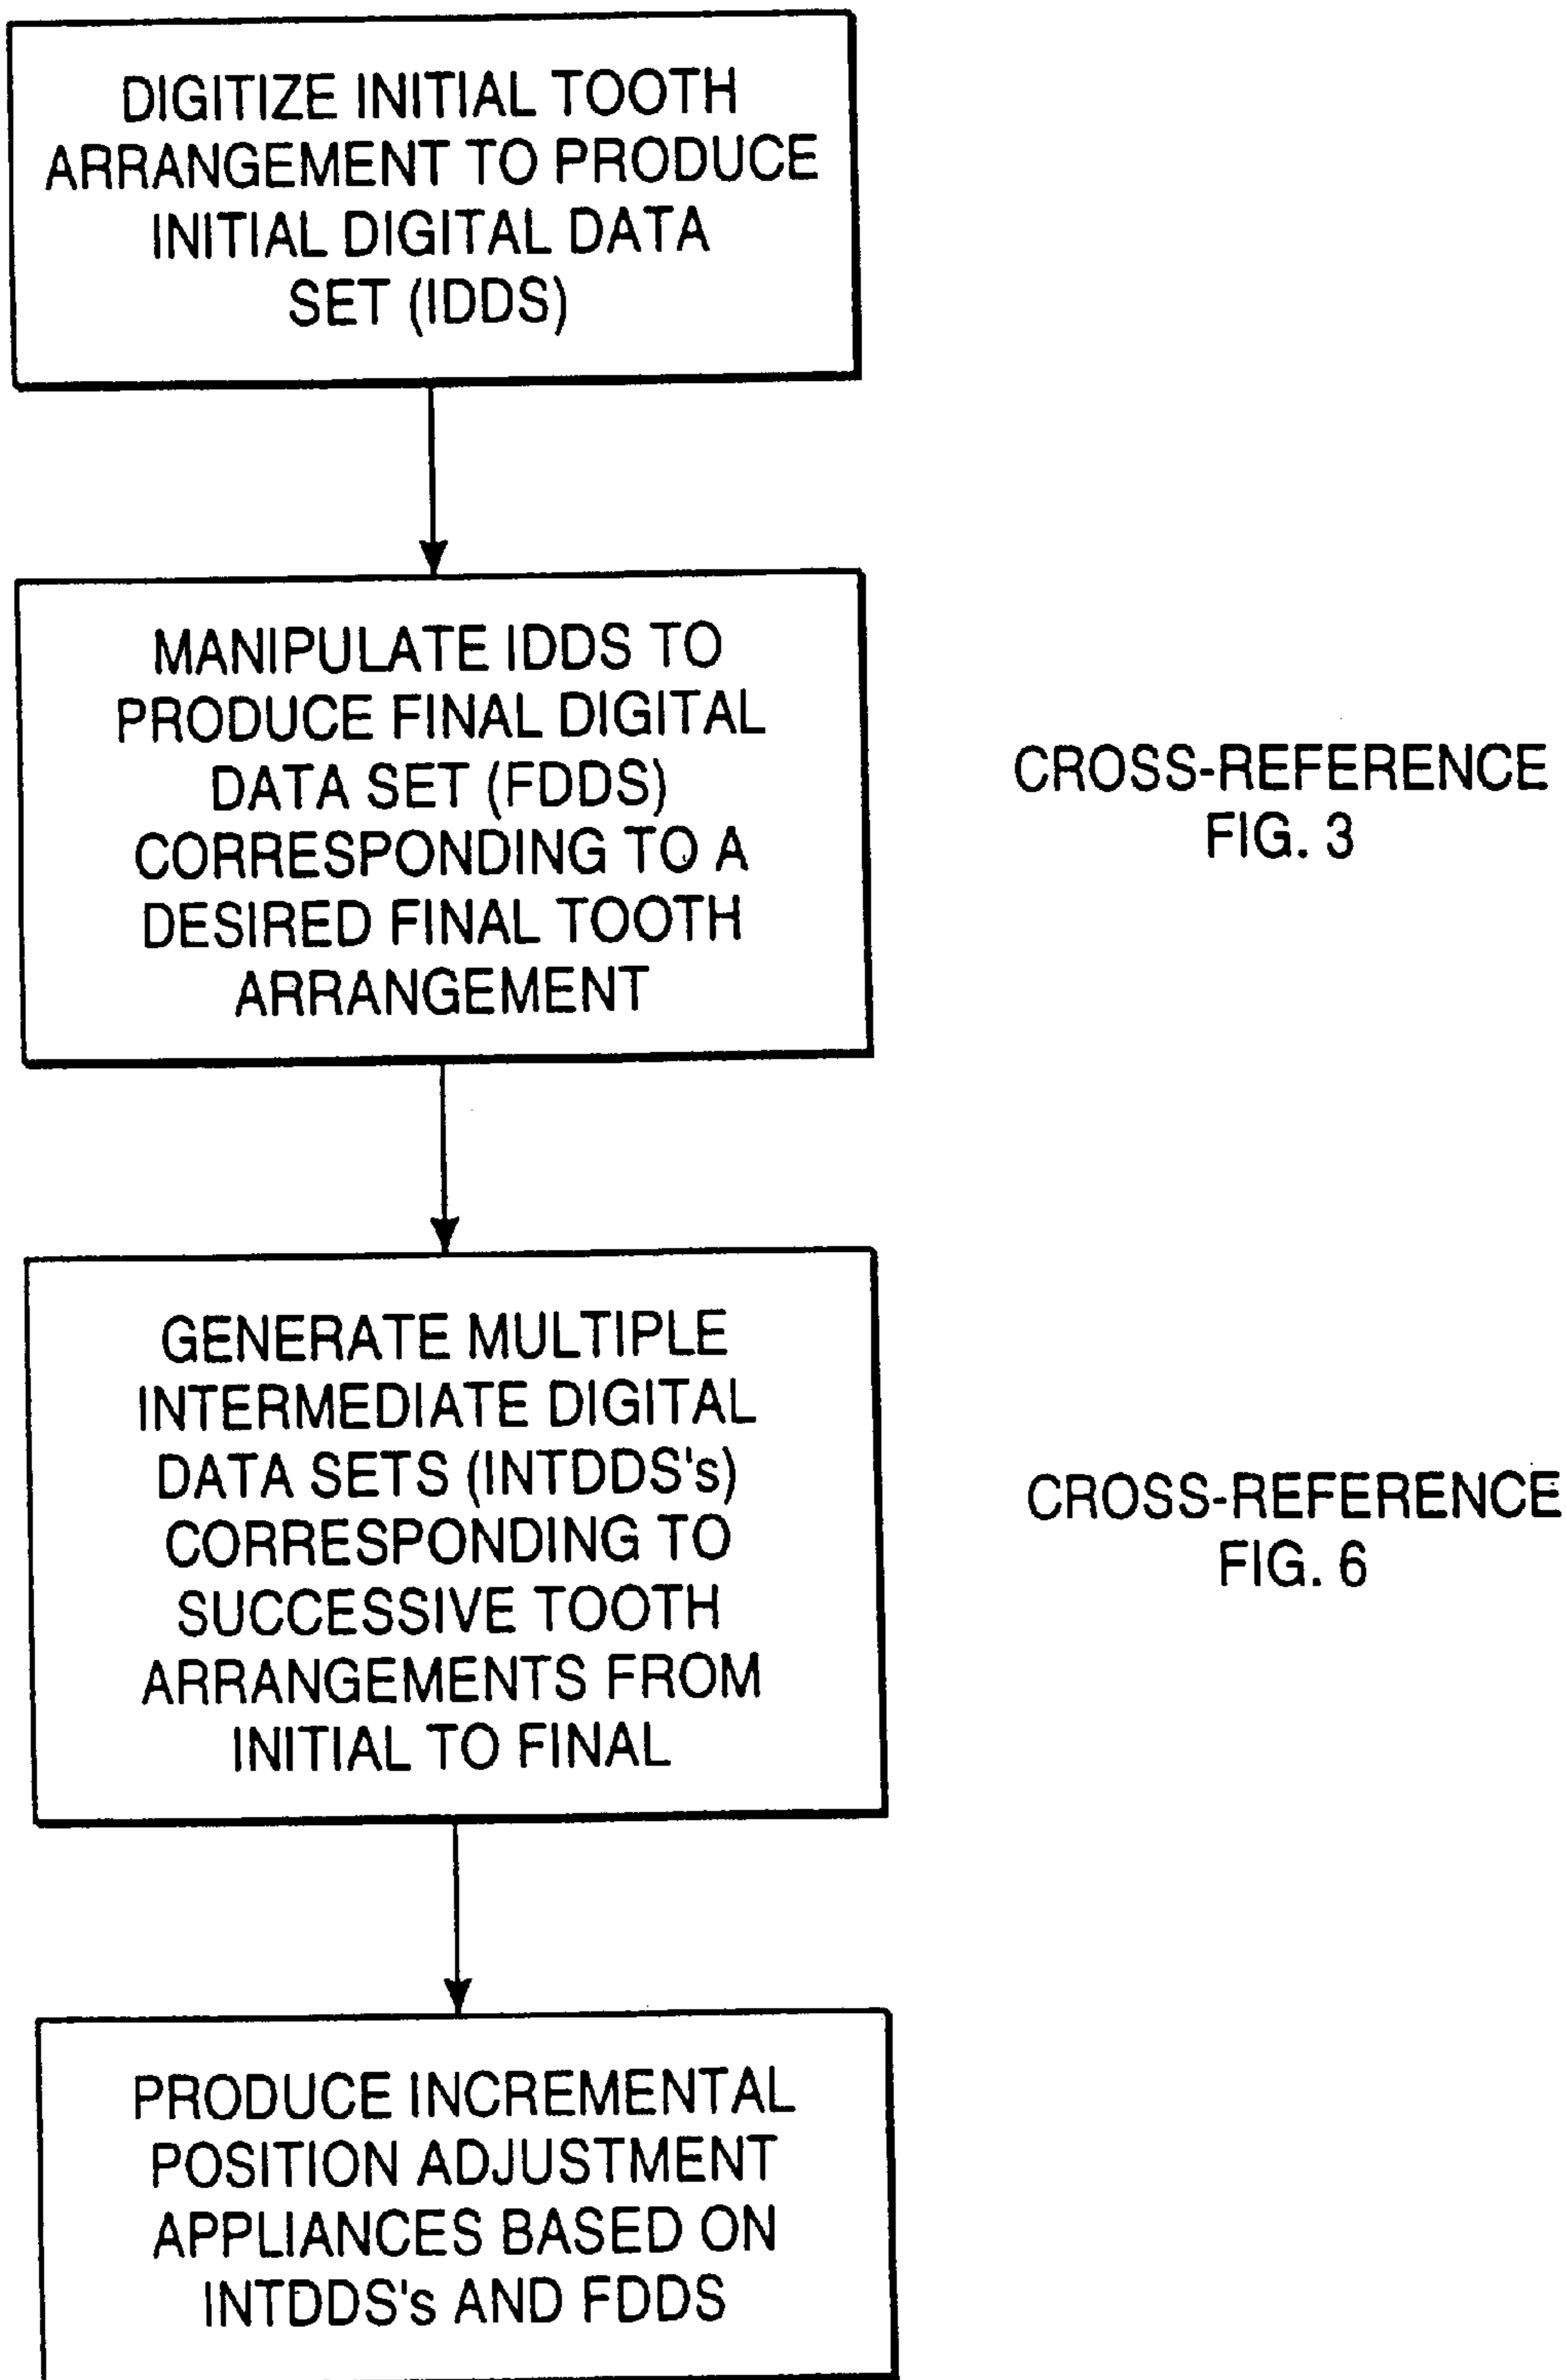 DIGITIZE INITIAL TOOTH
ARRANGEMENT TO PRODUCE
INITIAL DIGITAL DATA
SET (IDDS)
MANIPULATE IDDS TO
PRODUCE FINAL DIGITAL
DATA SET (FDDS)
CORRESPONDING TO A
DESIRED FINAL TOOTH
ARRANGEMENT
CROSS-REFERENCE
FIG. 3
GENERATE MULTIPLE
INTERMEDIATE DIGITAL
DATA SETS (INTDDS's)
CORRESPONDING TO
SUCCESSIVE TOOTH
ARRANGEMENTS FROM
INITIAL TO FINAL
CROSS-REFERENCE
FIG. 6
PRODUCE INCREMENTAL
POSITION ADJUSTMENT
APPLIANCES BASED ON
INTDDS's AND FDDS